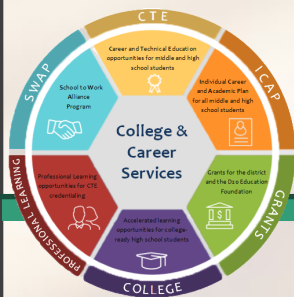 CTE
Career and Technical Education
opportunities for middle and high
school students
ICAP
Individual Career
and Academic Plan
for all middle and high
school students
GRANTS
Grants for the district
and the D11 Education
Foundation
COLLEGE
Accelerated learning
opportunities for college-
ready high school students
PROFESSIONAL LEARNING
Professional Learning
opportunities for CTE
credentialing
SWAP
School to Work
Alliance
Program
College &
Career
Services